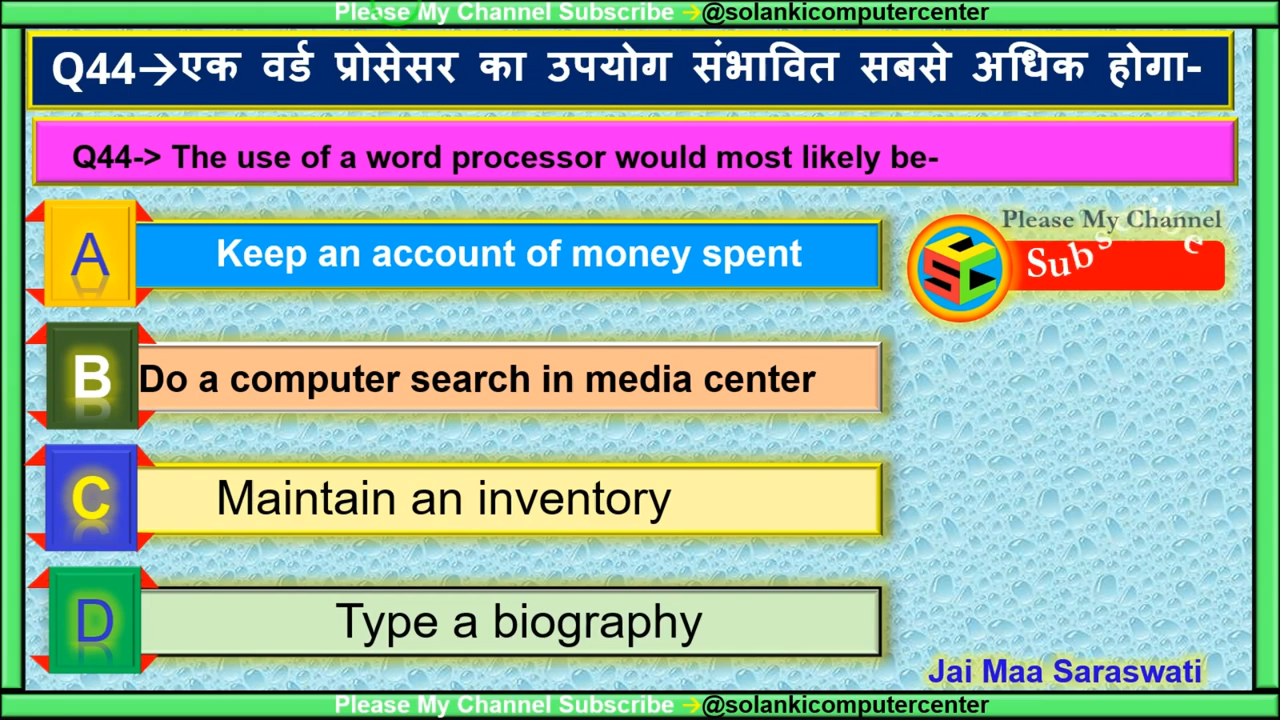 Please My Channel Subscribe → @solankicomputercenter
Q44→एक वर्ड प्रोसेसर का उपयोग संभावित सबसे अधिक होगा-
Q44-> The use of a word processor would most likely be-
A Keep an account of money spent
Please My Channel
Subscribe
SCC
B Do a computer search in media center
C Maintain an inventory
D Type a biography
Jai Maa Saraswati
Please My Channel Subscribe → @solankicomputercenter